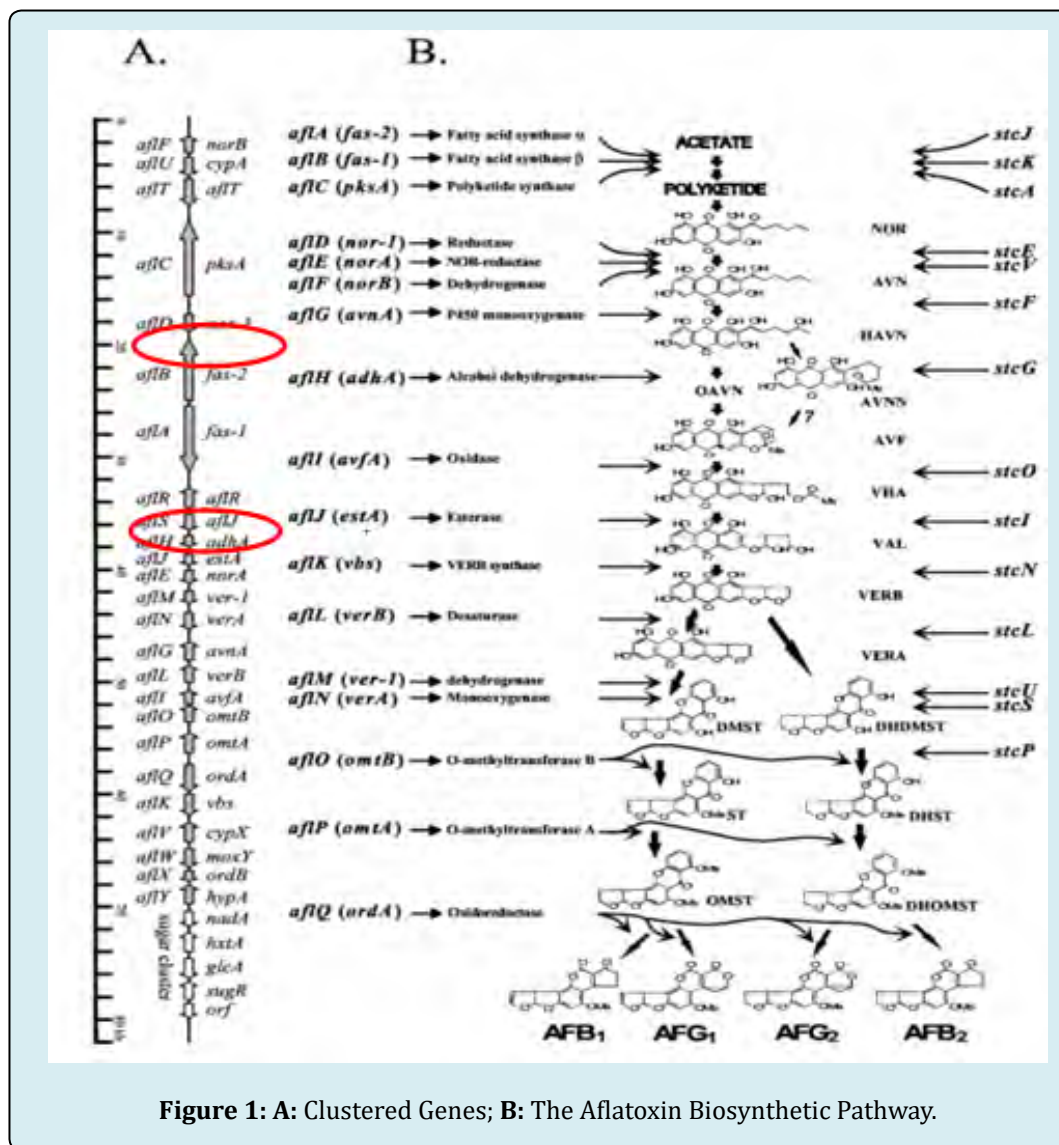 A.
B.
aflF norB
aflU cypA
aflT aflT
aflC pksA
aflD
aflB fas-2
aflA fas-1
aflR aflR
aflS aflJ
aflH adhA
aflJ estA
aflE norA
aflM ver-1
aflN verA
aflG avnA
aflL verB
aflI avfA
aflO omtB
aflP omtA
aflQ ordA
aflK vbs
aflV cypX
aflW moxY
aflX ordB
aflY hypA
nadA
hxtA
glcA
sugR
orf
sugar cluster
aflA (fas-2) Fatty acid synthase α
aflB (fas-1) Fatty acid synthase β
aflC (pksA) Polyketide synthase
aflD (nor-1) Reductase
aflE (norA) NOR-reductase
aflF (norB) Dehydrogenase
aflG (avnA) P450 monoxygenase
aflH (adhA) Alcohol dehydrogenase
aflI (avfA) Oxidase
aflJ (estA) Esterase
aflK (vbs) VERB synthase
aflL (verB) Desaturase
aflM (ver-1) dehydrogenase
aflN (verA) Monoxygenase
aflO (omtB) O-methyltransferase B
aflP (omtA) O-methyltransferase A
aflQ (ordA) Oxidoreductase
ACETATE
POLYKETIDE
NOR
AVN
HAVN
OAVN
AVNN
?
AVF
VHA
VAL
VERB
VERA
DMST
DHDMST
ST
DHST
OMST
DHOMST
AFB1 AFG1 AFG2 AFB2
stcJ
stcK
stcA
stcE
stcV
stcF
stcG
stcO
stcI
stcN
stcL
stcU
stcS
stcP
Figure 1: A: Clustered Genes; B: The Aflatoxin Biosynthetic Pathway.